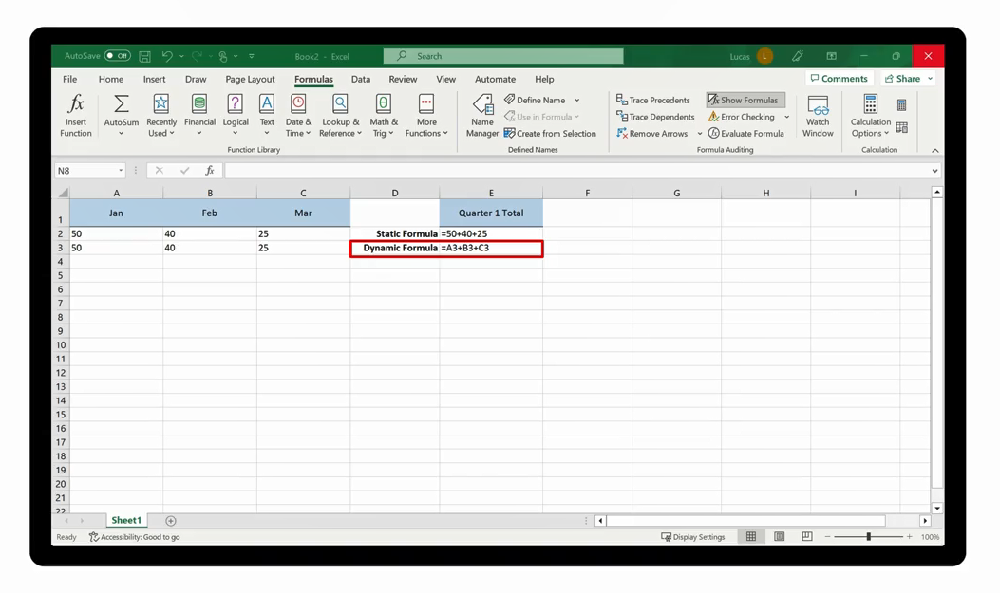 AutoSave Off Book2 - Excel Search Lucas L
File Home Insert Draw Page Layout Formulas Data Review View Automate Help Comments Share
fx Insert Function
Σ AutoSum
Recently Used
Financial
? Logical
A Text
Date & Time
Lookup & Reference
θ Math & Trig
More Functions
Function Library
Name Manager
Define Name
Use in Formula
Create from Selection
Defined Names
Trace Precedents
Trace Dependents
Remove Arrows
Show Formulas
Error Checking
Evaluate Formula
Formula Auditing
Watch Window
Calculation Options
Calculation
N8 fx
A B C D E F G H I
1 Jan Feb Mar Quarter 1 Total
2 50 40 25 Static Formula =50+40+25
3 50 40 25 Dynamic Formula =A3+B3+C3
4
5
6
7
8
9
10
11
12
13
14
15
16
17
18
19
20
21
22
Sheet1
Ready Accessibility: Good to go Display Settings 100%